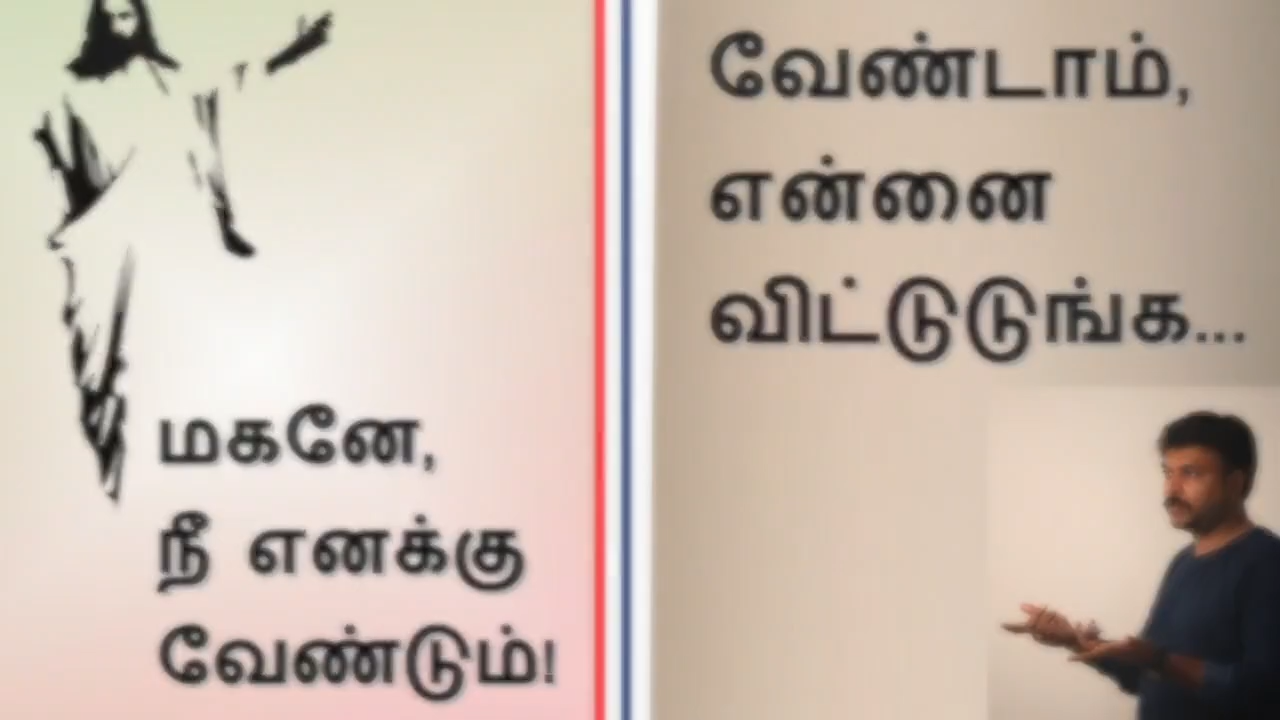 மகனே,
நீ எனக்கு
வேண்டும்!
வேண்டாம்,
என்னை
விட்டுடுங்க...